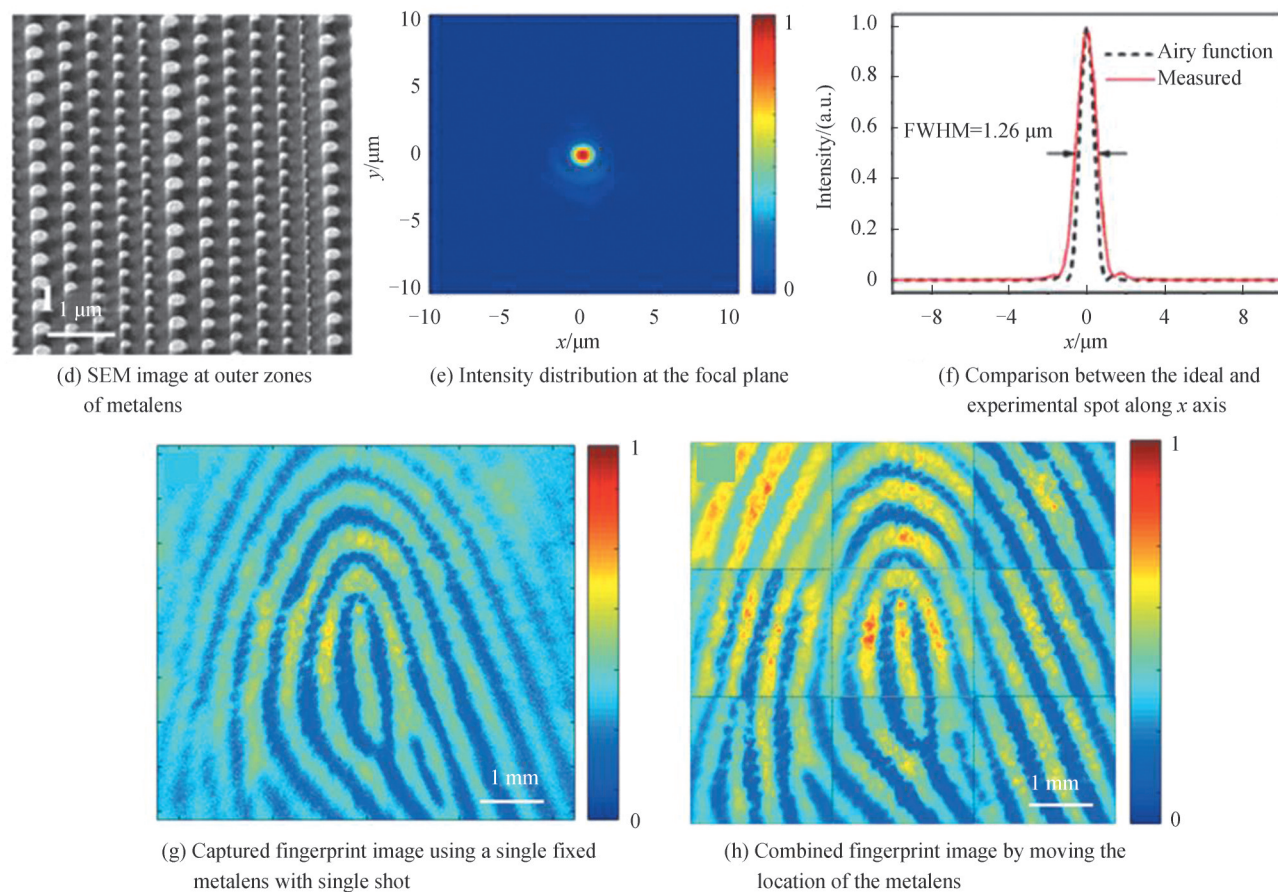 1 μm
(d) SEM image at outer zones
of metalens
10
5
0
−5
−10
y/μm
−10
−5
0
5
10
x/μm
1
0
(e) Intensity distribution at the focal plane
1.0
0.8
0.6
0.4
0.2
0
Intensity/(a.u.)
Airy function
Measured
FWHM=1.26 μm
−8
−4
0
4
8
x/μm
(f) Comparison between the ideal and
experimental spot along x axis
1 mm
1
0
(g) Captured fingerprint image using a single fixed
metalens with single shot
1 mm
1
0
(h) Combined fingerprint image by moving the
location of the metalens